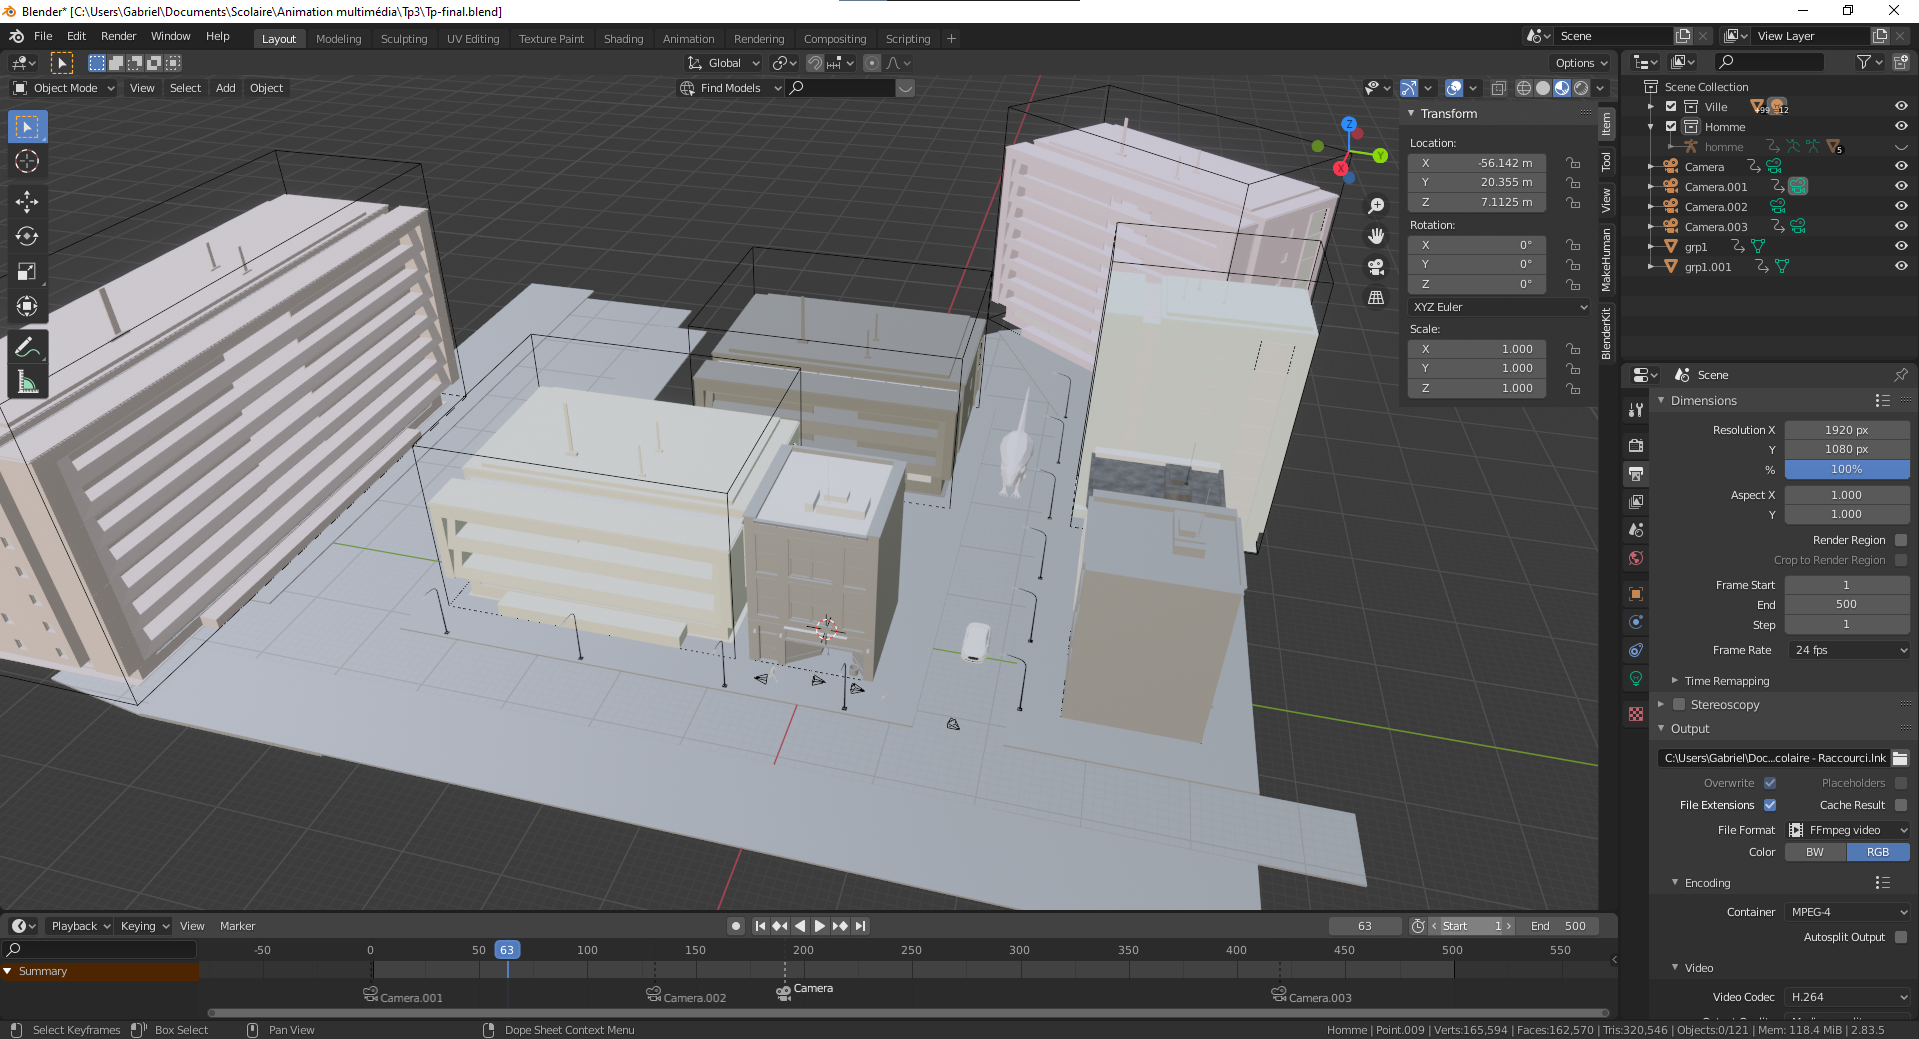 Blender* [C:\Users\Gabriel\Documents\Scolaire\Animation multimédia\Tp3\Tp-final.blend]
File Edit Render Window Help
Layout Modeling Sculpting UV Editing Texture Paint Shading Animation Rendering Compositing Scripting +
Scene
View Layer
Global
Options
Object Mode View Select Add Object
Find Models
Z
Y
X
Transform
Location:
X -56.142 m
Y 20.355 m
Z 7.1125 m
Rotation:
X 0°
Y 0°
Z 0°
XYZ Euler
Scale:
X 1.000
Y 1.000
Z 1.000
Item
Tool
View
MakeHuman
BlenderKit
Scene Collection
Ville +99 12
Homme
homme 5
Camera
Camera.001
Camera.002
Camera.003
grp1
grp1.001
Scene
Dimensions
Resolution X 1920 px
Y 1080 px
% 100%
Aspect X 1.000
Y 1.000
Render Region
Crop to Render Region
Frame Start 1
End 500
Step 1
Frame Rate 24 fps
Time Remapping
Stereoscopy
Output
C:\Users\Gabriel\Doc...colaire - Raccourci.lnk
Overwrite Placeholders
File Extensions Cache Result
File Format FFmpeg video
Color BW RGB
Encoding
Container MPEG-4
Autosplit Output
Video
Video Codec H.264
Playback Keying View Marker
63 Start 1 End 500
-50 0 50 63 100 150 200 250 300 350 400 450 500 550
Summary
Camera.001 Camera.002 Camera Camera.003
Select Keyframes Box Select Pan View Dope Sheet Context Menu
Homme | Point.009 | Verts:165,594 | Faces:162,570 | Tris:320,546 | Objects:0/121 | Mem: 118.4 MiB | 2.83.5